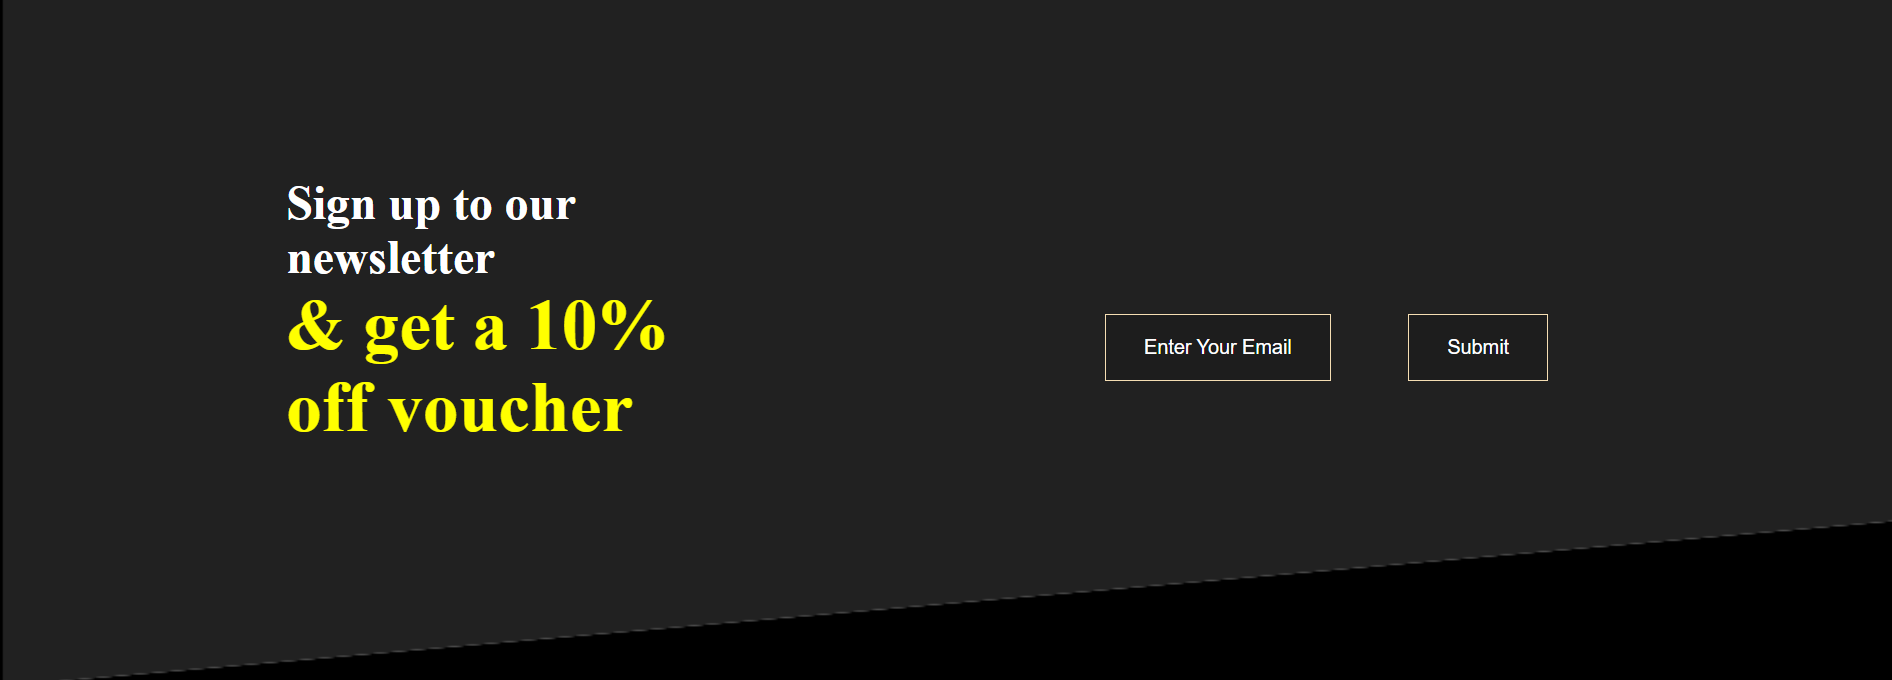 Sign up to our
newsletter
& get a 10%
off voucher
Enter Your Email
Submit